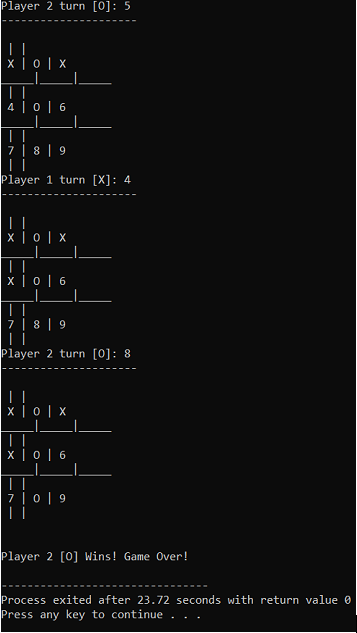 Player 2 turn [O]: 5
---------------------
 | |
 X | O | X
_____|_____|_____
 | |
 4 | O | 6
_____|_____|_____
 | |
 7 | 8 | 9
 | |
Player 1 turn [X]: 4
---------------------
 | |
 X | O | X
_____|_____|_____
 | |
 X | O | 6
_____|_____|_____
 | |
 7 | 8 | 9
 | |
Player 2 turn [O]: 8
---------------------
 | |
 X | O | X
_____|_____|_____
 | |
 X | O | 6
_____|_____|_____
 | |
 7 | O | 9
 | |
Player 2 [O] Wins! Game Over!
--------------------------------
Process exited after 23.72 seconds with return value 0
Press any key to continue . . .